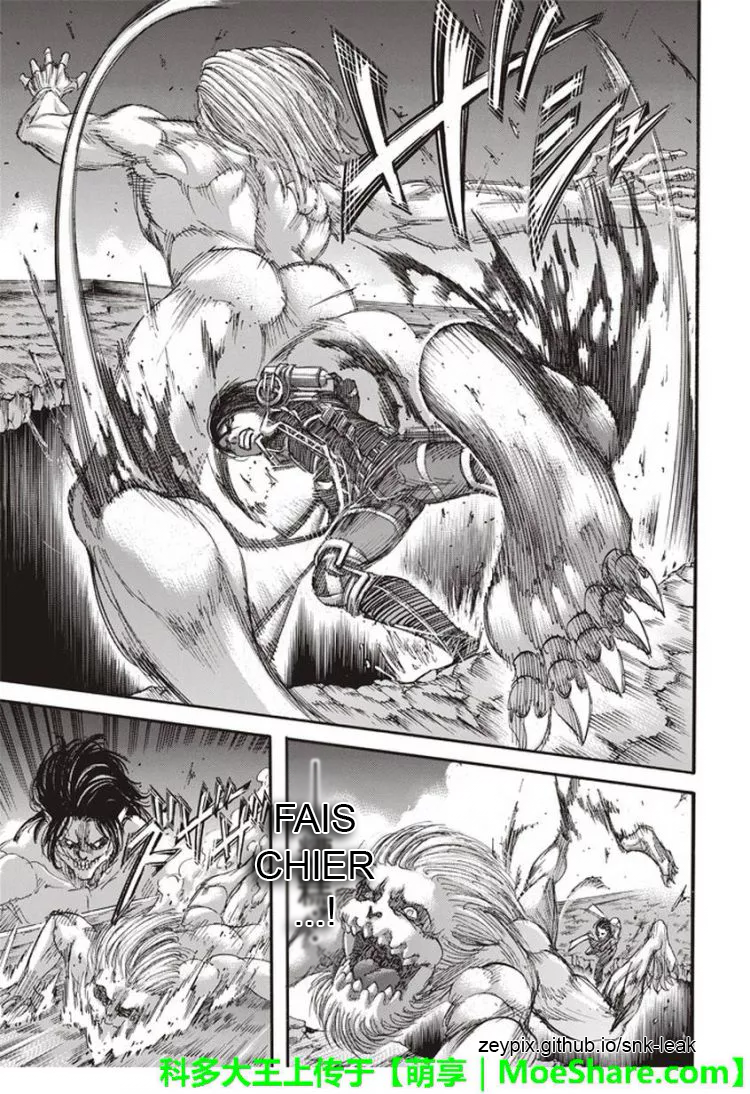 FAIS
CHIER
...!
zeypix.github.io/snk-leak
科多大王上传于【萌享｜MoeShare.com】